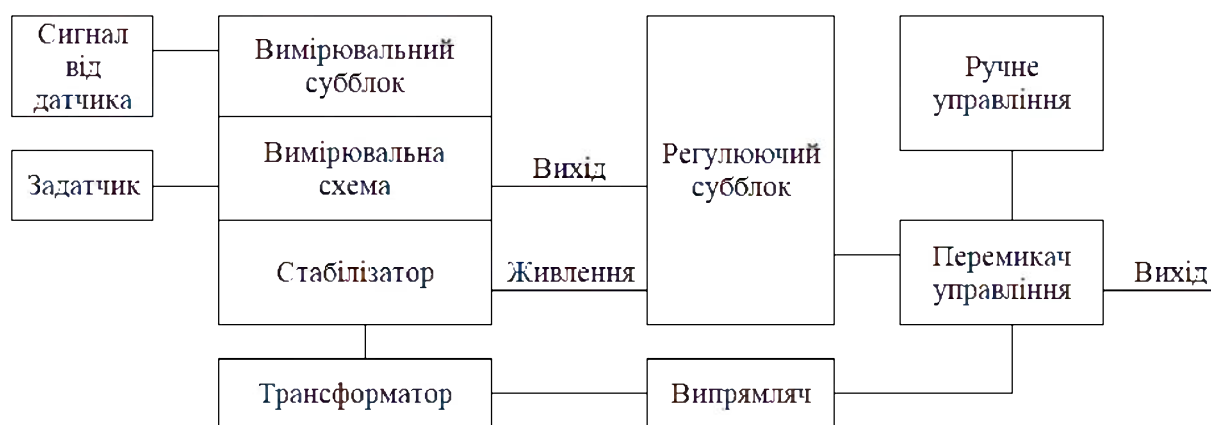 Сигнал
від
датчика
Вимірювальний
субблок
Задатчик
Вимірювальна
схема
Вихід
Стабілізатор
Живлення
Регулюючий
субблок
Ручне
управління
Перемикач
управління
Вихід
Трансформатор
Випрямляч